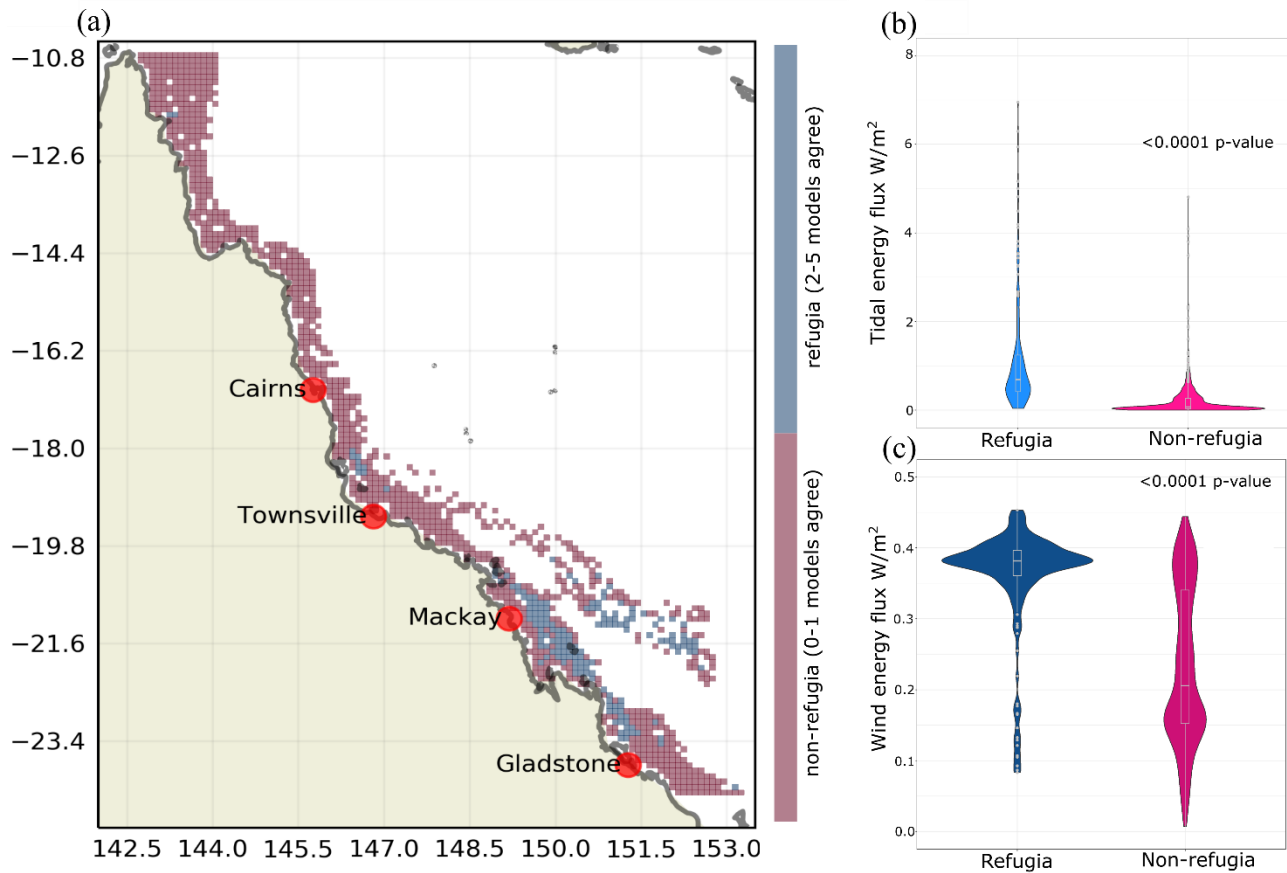 (a)
−10.8
−12.6
−14.4
−16.2
−18.0
−19.8
−21.6
−23.4
Cairns
Townsville
Mackay
Gladstone
142.5 144.0 145.5 147.0 148.5 150.0 151.5 153.0
refugia (2-5 models agree)
non-refugia (0-1 models agree)
(b)
Tidal energy flux W/m²
8
6
4
2
0
<0.0001 p-value
Refugia Non-refugia
(c)
Wind energy flux W/m²
0.5
0.4
0.3
0.2
0.1
0.0
<0.0001 p-value
Refugia Non-refugia